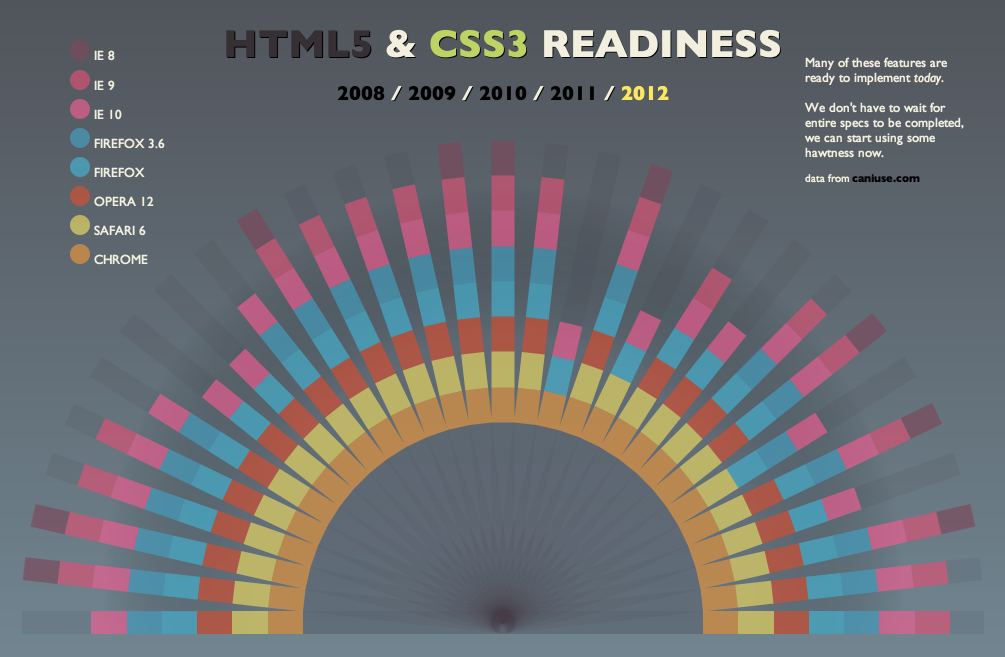 HTML5 & CSS3 READINESS
2008 / 2009 / 2010 / 2011 / 2012
IE 8
IE 9
IE 10
FIREFOX 3.6
FIREFOX
OPERA 12
SAFARI 6
CHROME
Many of these features are
ready to implement today.
We don't have to wait for
entire specs to be completed,
we can start using some
hawtness now.
data from caniuse.com